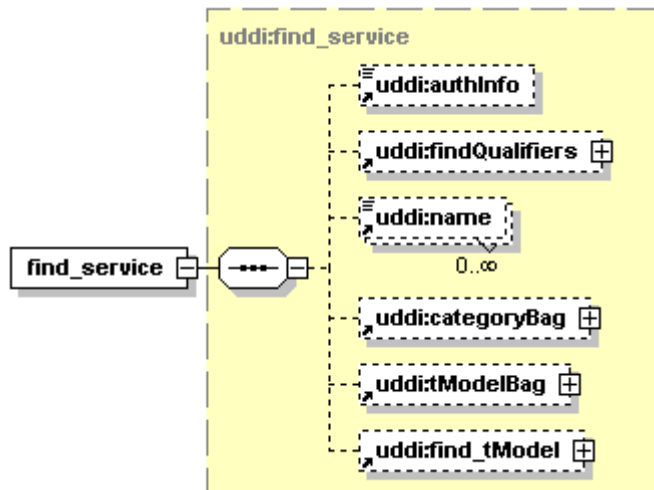 uddi:find_service
uddi:authInfo
uddi:findQualifiers
uddi:name
0..∞
find_service
uddi:categoryBag
uddi:tModelBag
uddi:find_tModel